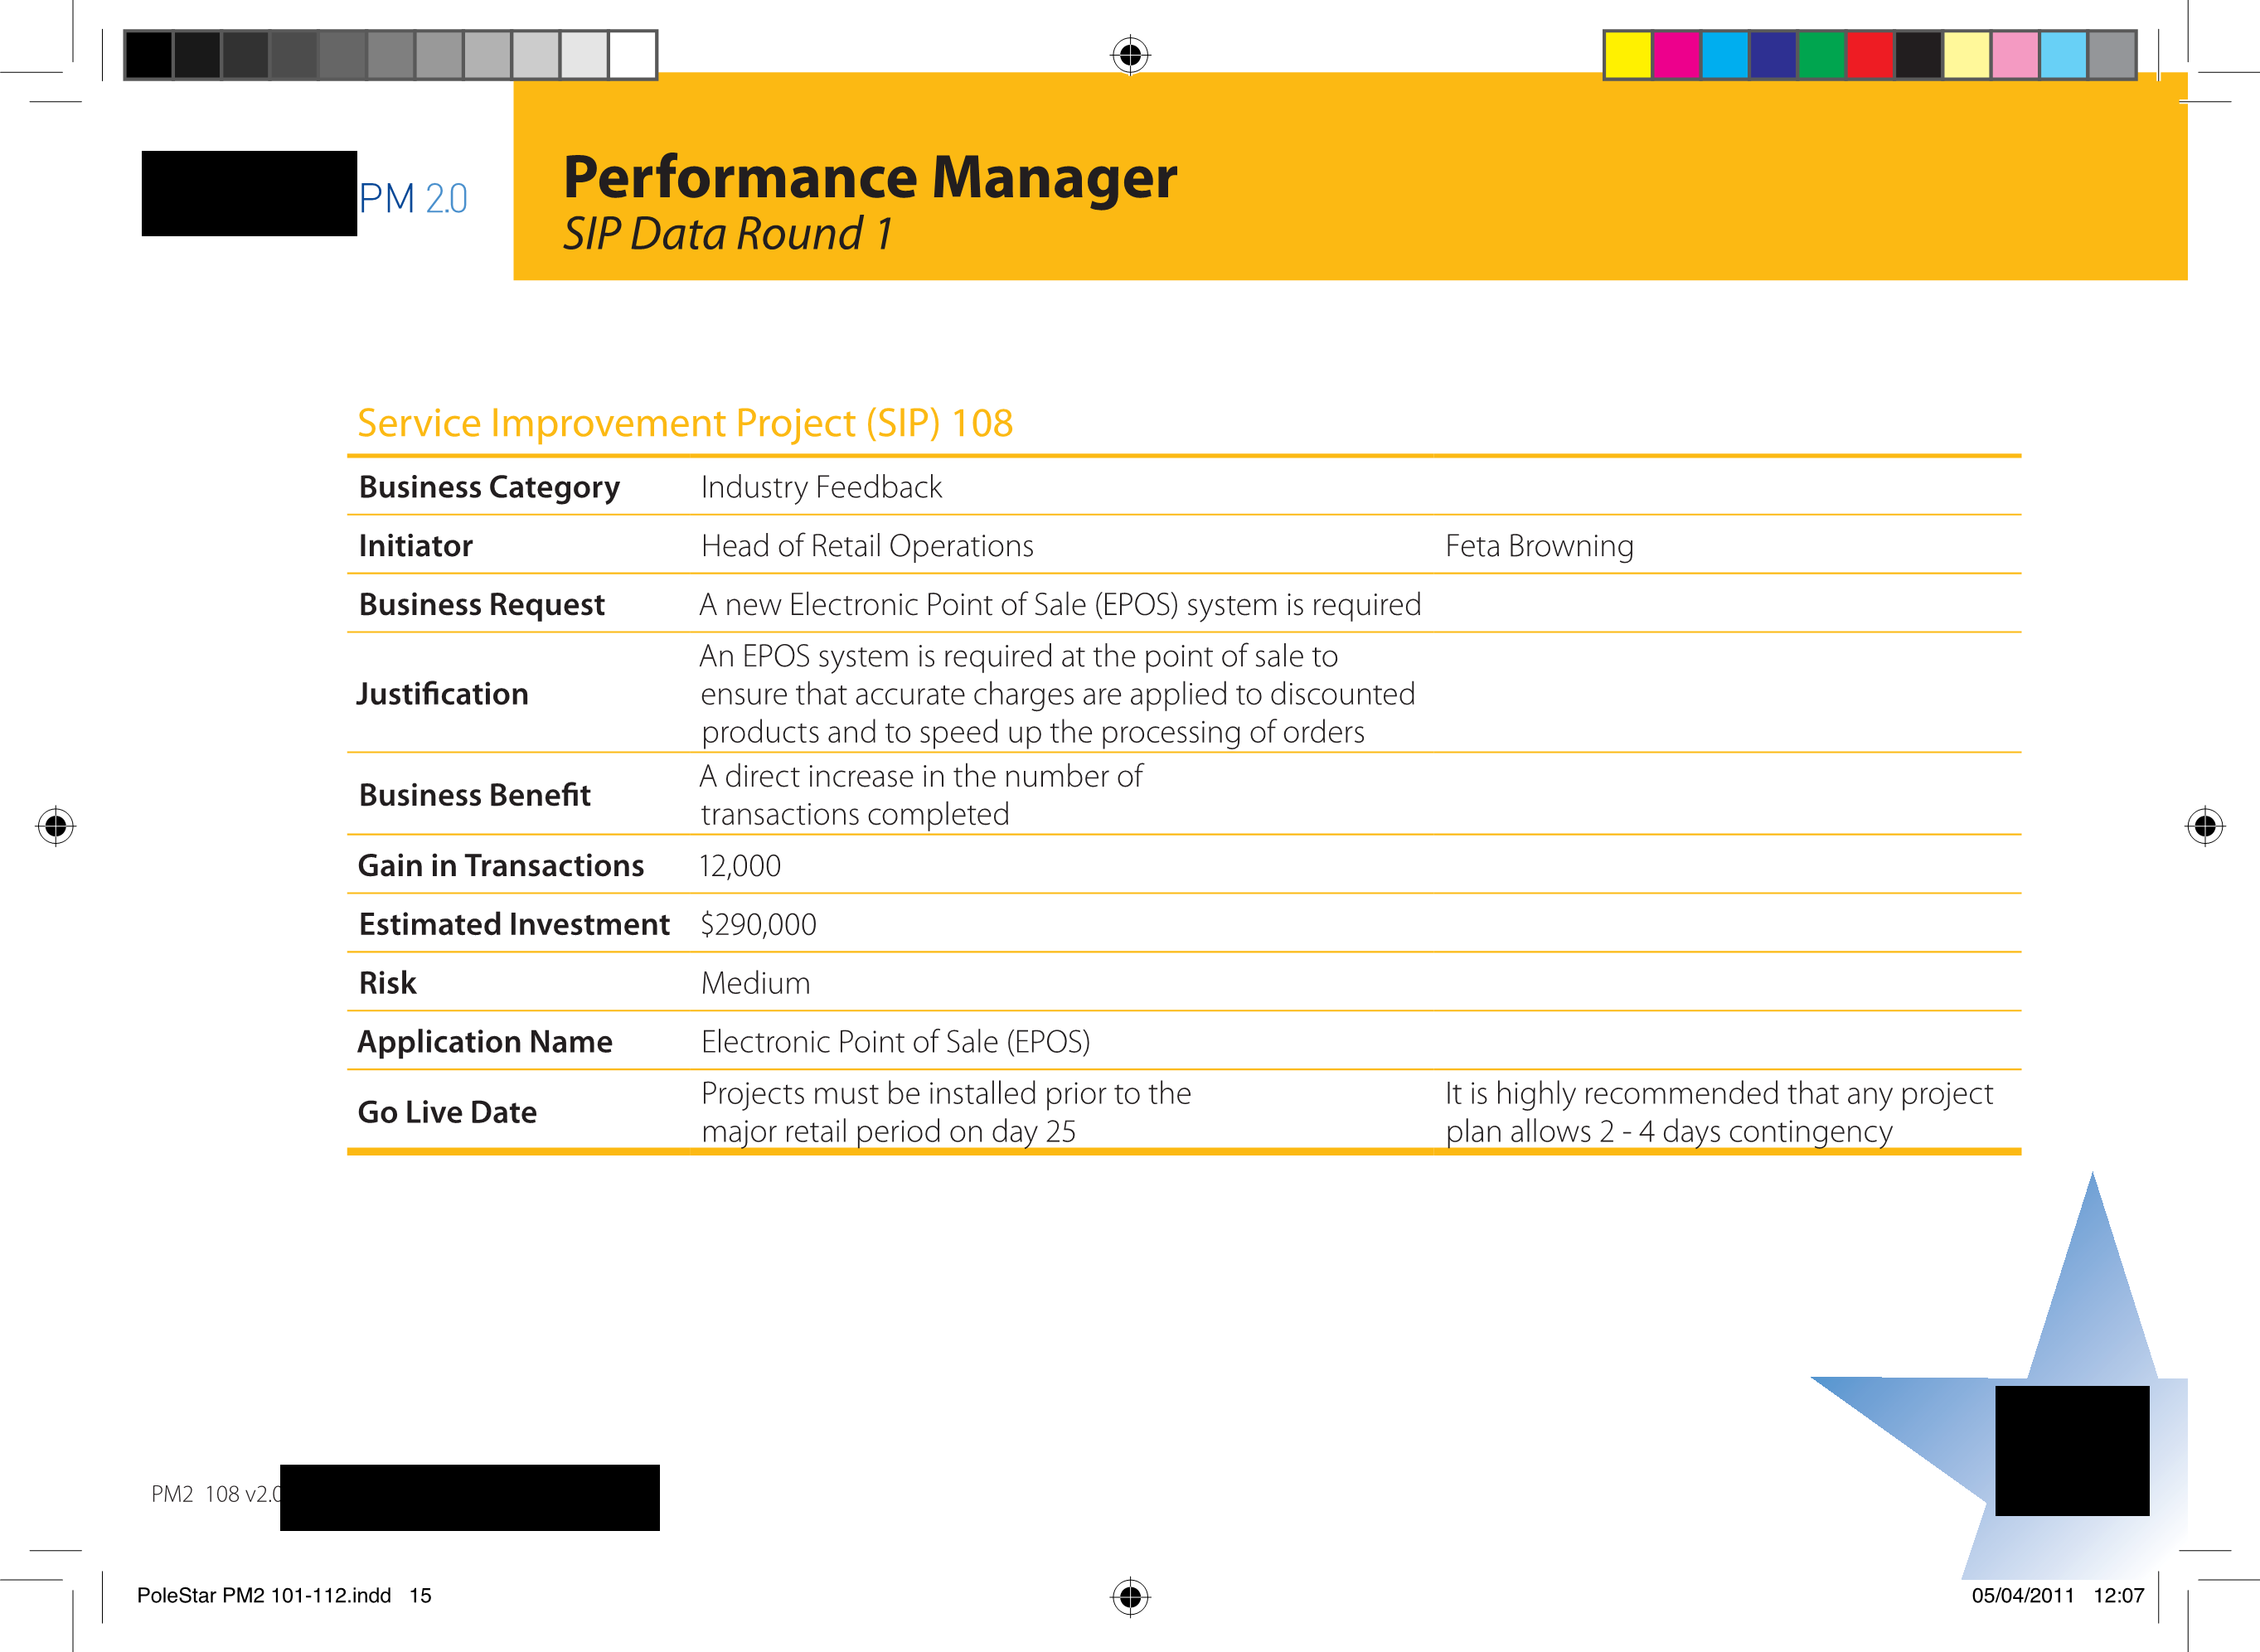 PM 2.0
Performance Manager
SIP Data Round 1
Service Improvement Project (SIP) 108
Business Category Industry Feedback
Initiator Head of Retail Operations Feta Browning
Business Request A new Electronic Point of Sale (EPOS) system is required
Justification An EPOS system is required at the point of sale to
ensure that accurate charges are applied to discounted
products and to speed up the processing of orders
Business Benefit A direct increase in the number of
transactions completed
Gain in Transactions 12,000
Estimated Investment $290,000
Risk Medium
Application Name Electronic Point of Sale (EPOS)
Go Live Date Projects must be installed prior to the It is highly recommended that any project
major retail period on day 25 plan allows 2 - 4 days contingency
PM2 108 v2.0
PoleStar PM2 101-112.indd 15 05/04/2011 12:07